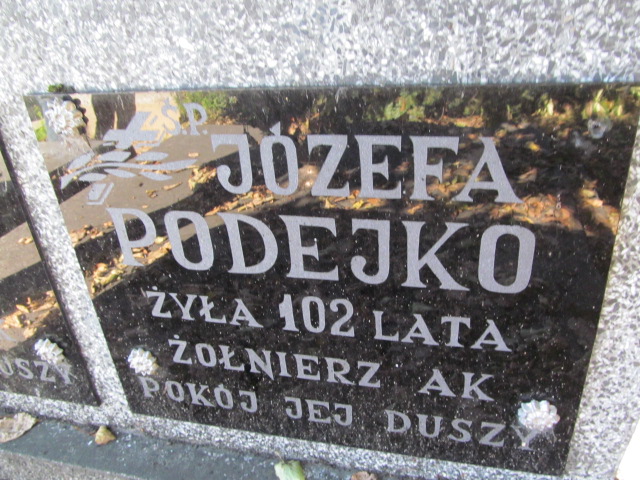 Z Ś.P.
JÓZEFA
PODEJKO
ŻYŁA 102 LATA
ŻOŁNIERZ AK
POKÓJ JEJ DUSZY